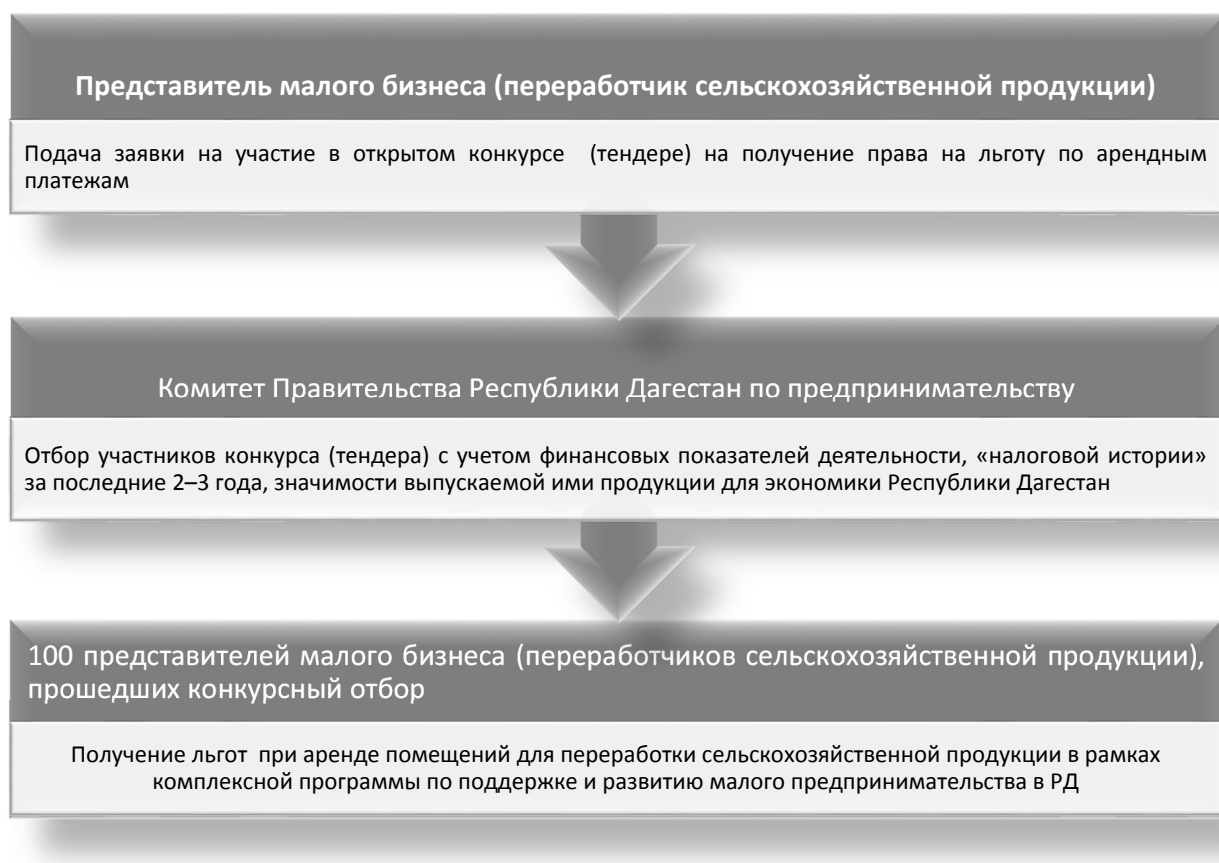 Представитель малого бизнеса (переработчик сельскохозяйственной продукции)
Подача заявки на участие в открытом конкурсе (тендере) на получение права на льготу по арендным
платежам
Комитет Правительства Республики Дагестан по предпринимательству
Отбор участников конкурса (тендера) с учетом финансовых показателей деятельности, «налоговой истории»
за последние 2–3 года, значимости выпускаемой ими продукции для экономики Республики Дагестан
100 представителей малого бизнеса (переработчиков сельскохозяйственной продукции),
прошедших конкурсный отбор
Получение льгот при аренде помещений для переработки сельскохозяйственной продукции в рамках
комплексной программы по поддержке и развитию малого предпринимательства в РД